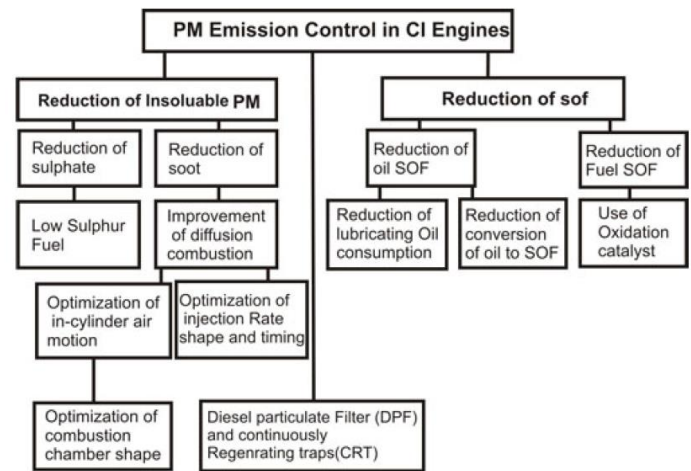 PM Emission Control in CI Engines
Reduction of Insoluable PM
Reduction of sof
Reduction of
sulphate
Reduction of
soot
Reduction of
oil SOF
Reduction of
Fuel SOF
Low Sulphur
Fuel
Improvement
of diffusion
combustion
Reduction of
lubricating Oil
consumption
Reduction of
conversion
of oil to SOF
Use of
Oxidation
catalyst
Optimization of
in-cylinder air
motion
Optimization of
injection Rate
shape and timing
Optimization of
combustion
chamber shape
Diesel particulate Filter (DPF)
and continuously
Regenrating traps(CRT)